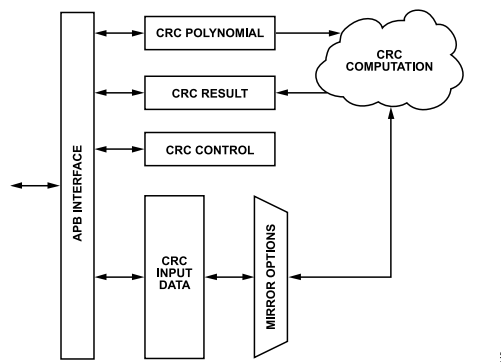 CRC POLYNOMIAL
CRC
COMPUTATION
CRC RESULT
CRC CONTROL
APB INTERFACE
CRC
INPUT
DATA
MIRROR OPTIONS